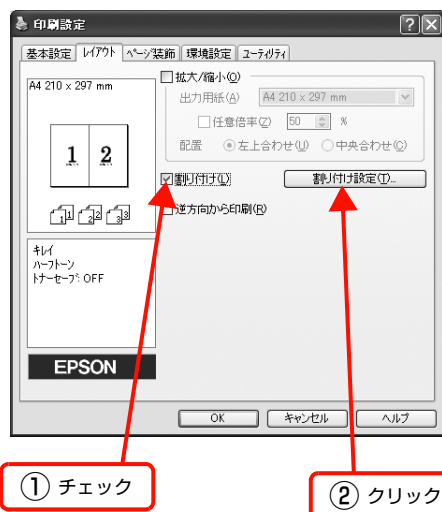 印刷設定
基本設定 レイアウト ページ装飾 環境設定 ユーティリティ
A4 210 x 297 mm
1 2
1 2 3
キレイ
ハーフトーン
トナーセーブ: OFF
EPSON
拡大/縮小(O)
出力用紙(A) A4 210 x 297 mm
任意倍率(Z) 50 %
配置 左上合わせ(U) 中央合わせ(C)
割り付け(L) 割り付け設定(T)...
逆方向から印刷(R)
OK キャンセル ヘルプ
① チェック
② クリック